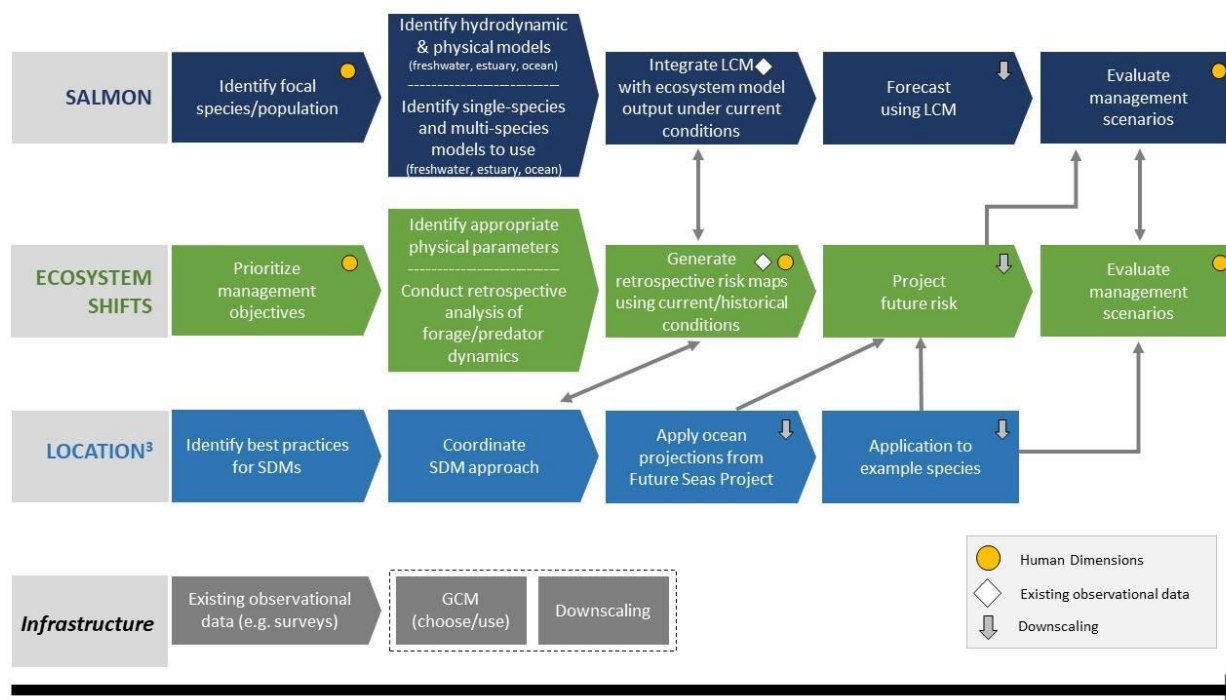 SALMON
Identify focal
species/population
Identify hydrodynamic
& physical models
(freshwater, estuary, ocean)
Identify single-species
and multi-species
models to use
(freshwater, estuary, ocean)
Integrate LCM
with ecosystem model
output under current
conditions
Forecast
using LCM
Evaluate
management
scenarios
ECOSYSTEM
SHIFTS
Prioritize
management
objectives
Identify appropriate
physical parameters
Conduct retrospective
analysis of
forage/predator
dynamics
Generate
retrospective risk maps
using current/historical
conditions
Project
future risk
Evaluate
management
scenarios
LOCATION³
Identify best practices
for SDMs
Coordinate
SDM approach
Apply ocean
projections from
Future Seas Project
Application to
example species
Infrastructure
Existing observational
data (e.g. surveys)
GCM
(choose/use)
Downscaling
Human Dimensions
Existing observational data
Downscaling